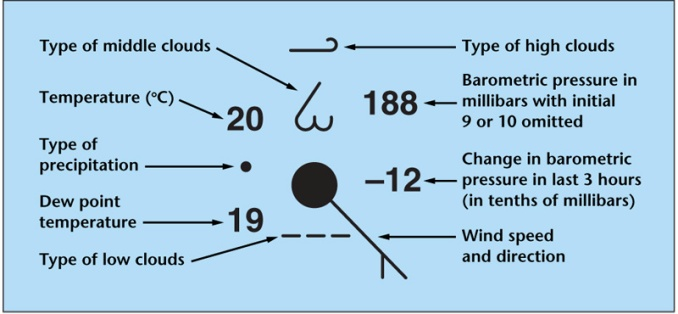 Type of middle clouds
Type of high clouds
Temperature (°C)
20
188
Barometric pressure in
millibars with initial
9 or 10 omitted
Type of
precipitation
–12
Change in barometric
pressure in last 3 hours
(in tenths of millibars)
Dew point
temperature
19
Wind speed
and direction
Type of low clouds